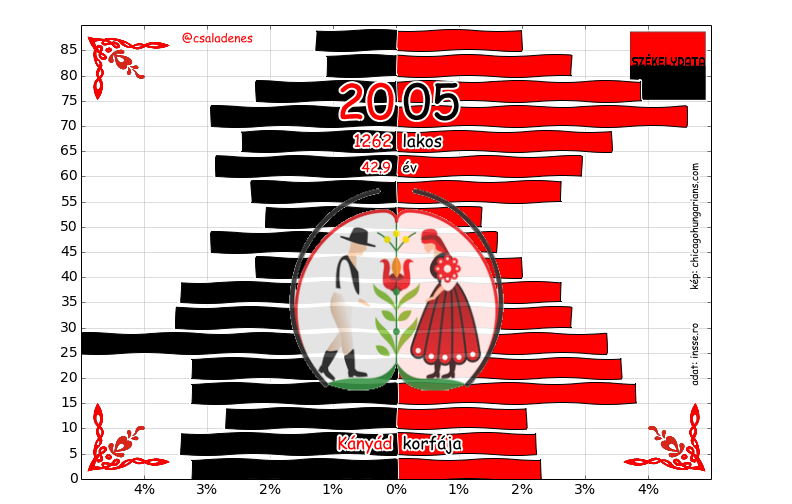 @csaladenes
SZÉKELYDATA
2005
1262 lakos
42.9 év
kép: chicagohungarians.com
adat: insse.ro
Kányád korfája
85
80
75
70
65
60
55
50
45
40
35
30
25
20
15
10
5
0
4% 3% 2% 1% 0% 1% 2% 3% 4%